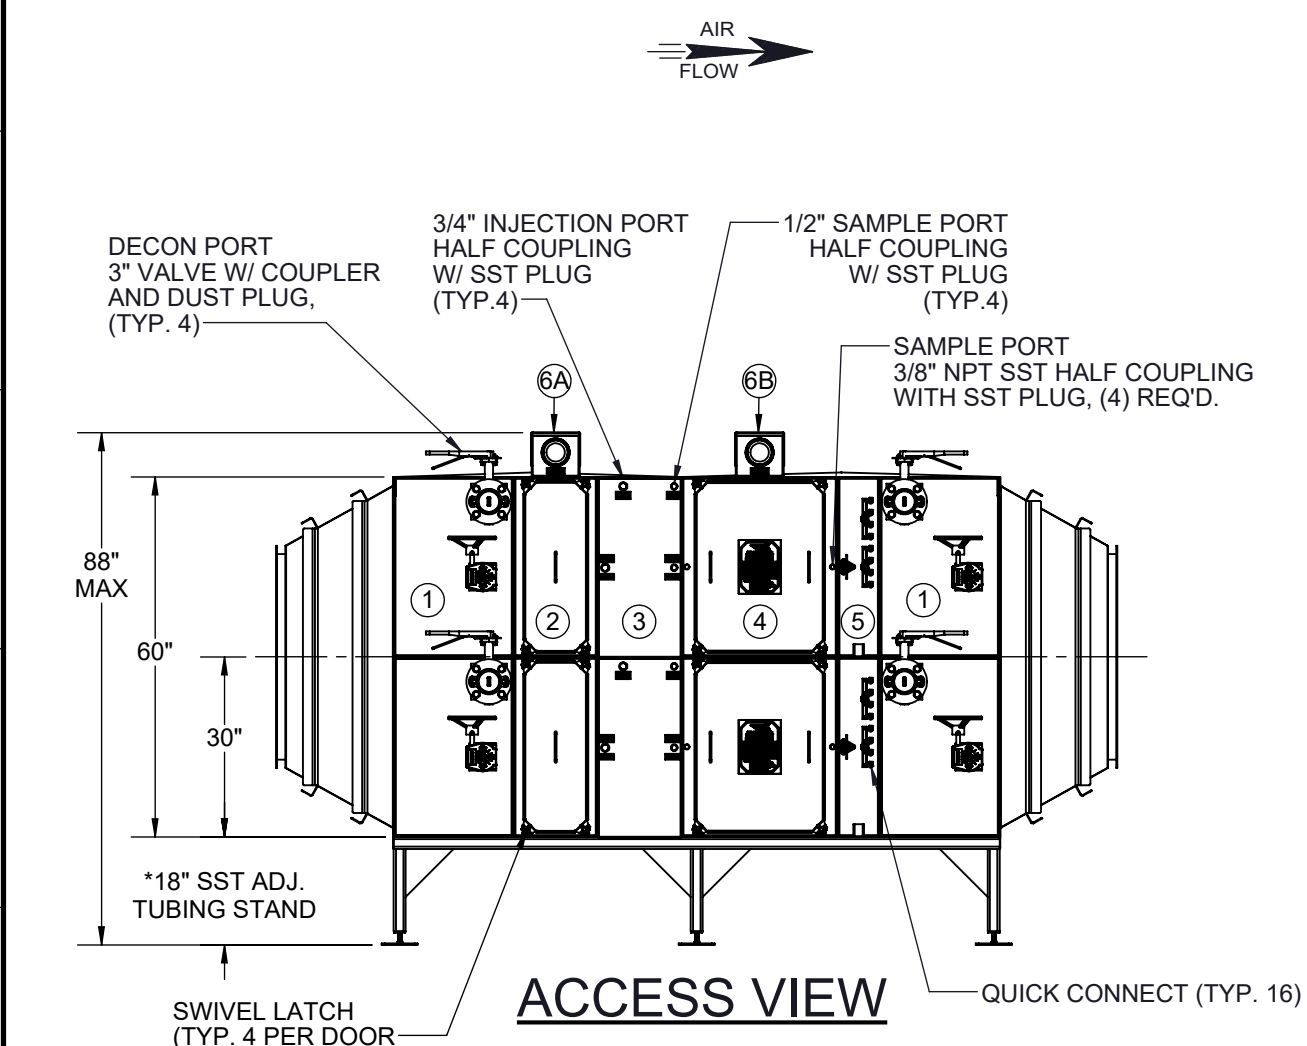 AIR
FLOW
DECON PORT
3" VALVE W/ COUPLER
AND DUST PLUG,
(TYP. 4)
3/4" INJECTION PORT
HALF COUPLING
W/ SST PLUG
(TYP.4)
1/2" SAMPLE PORT
HALF COUPLING
W/ SST PLUG
(TYP.4)
SAMPLE PORT
3/8" NPT SST HALF COUPLING
WITH SST PLUG, (4) REQ'D.
6A
6B
88"
MAX
60"
30"
1
2
3
4
5
1
*18" SST ADJ.
TUBING STAND
SWIVEL LATCH
(TYP. 4 PER DOOR
ACCESS VIEW
QUICK CONNECT (TYP. 16)